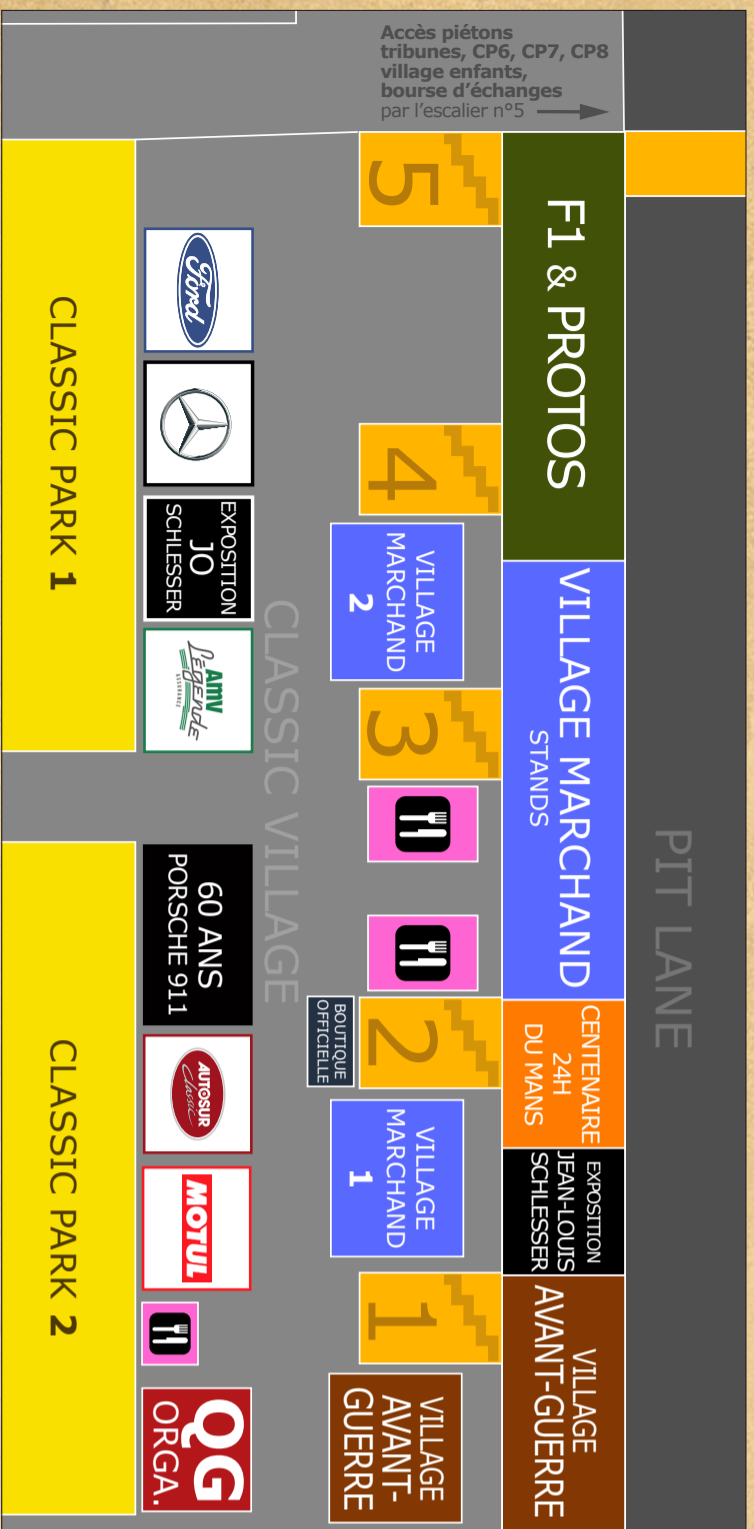 Accès piétons
tribunes, CP6, CP7, CP8
village enfants,
bourse d’échanges
par l’escalier n°5
5
F1 & PROTOS
CLASSIC PARK 1
Ford
4
EXPOSITION
JO
SCHLESSER
VILLAGE
MARCHAND
2
VILLAGE MARCHAND
STANDS
AMV
Légende
ASSURANCE
3
CLASSIC VILLAGE
PIT LANE
60 ANS
PORSCHE 911
BOUTIQUE
OFFICIELLE
2
CENTENAIRE
24H
DU MANS
CLASSIC PARK 2
AUTOSUR
Classic
VILLAGE
MARCHAND
1
EXPOSITION
JEAN-LOUIS
SCHLESSER
MOTUL
1
VILLAGE
AVANT-GUERRE
QG
ORGA.
VILLAGE
AVANT-
GUERRE